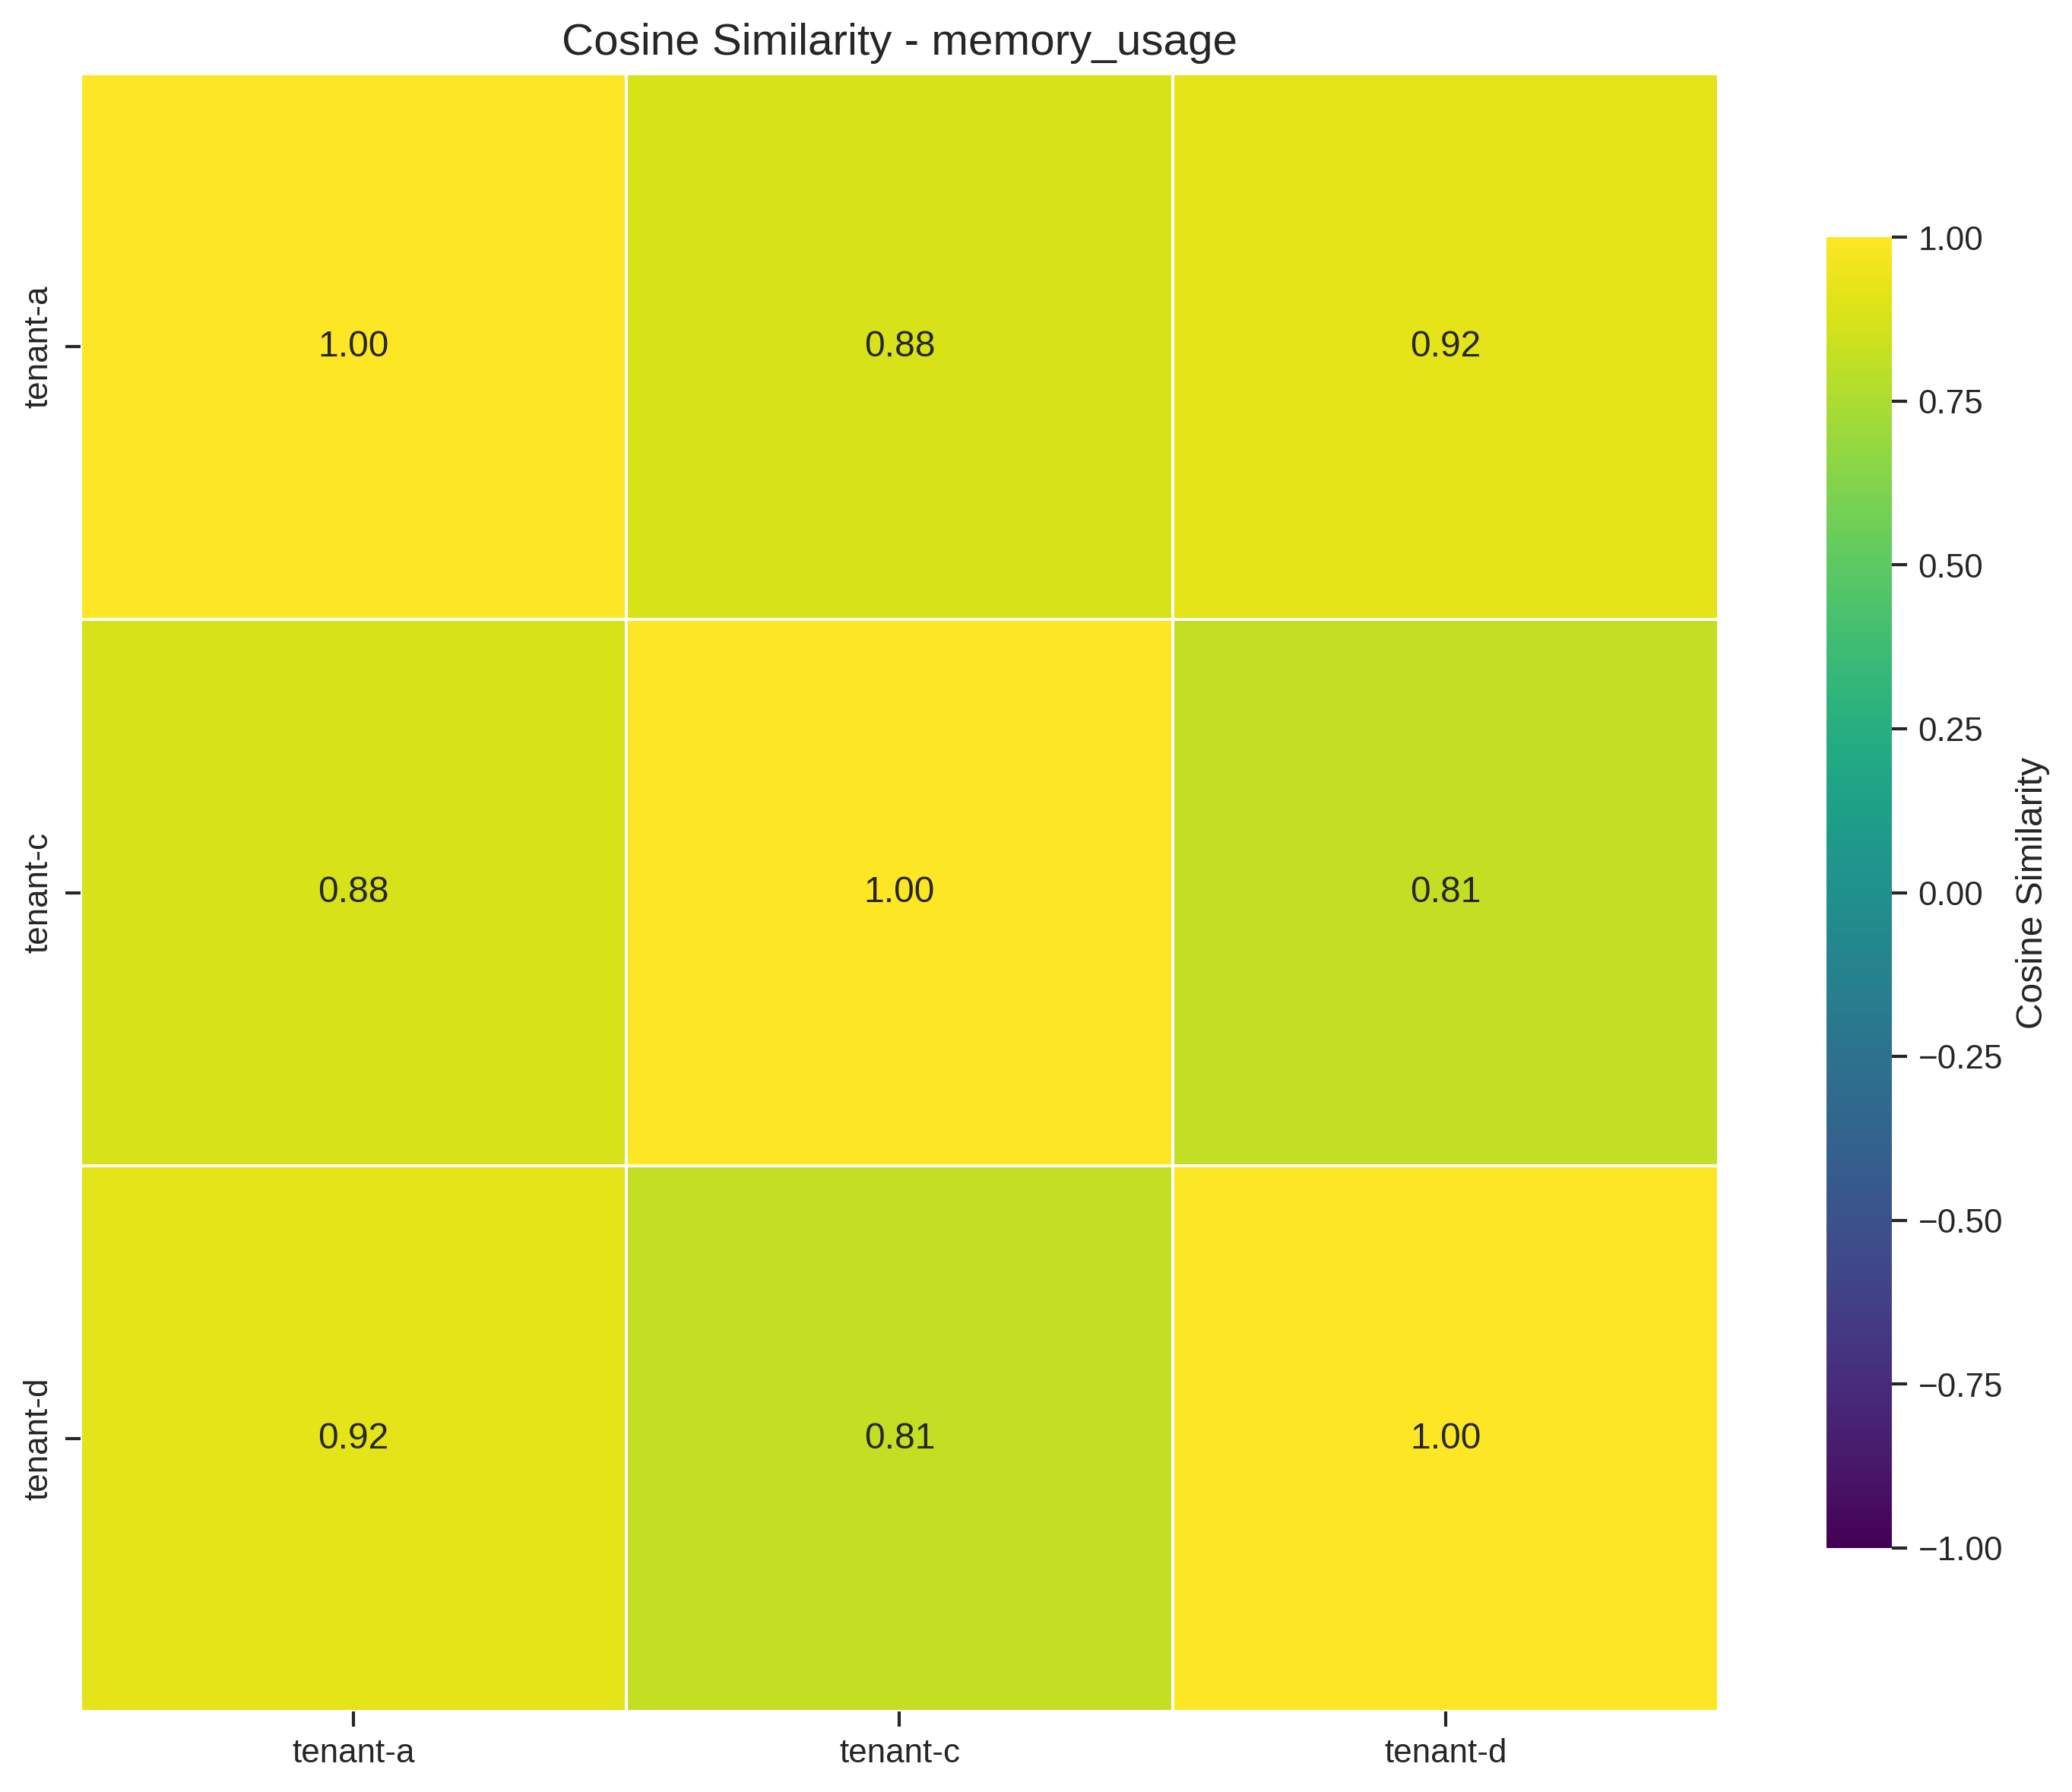 Cosine Similarity - memory_usage
tenant-a
1.00
0.88
0.92
tenant-c
0.88
1.00
0.81
tenant-d
0.92
0.81
1.00
tenant-a
tenant-c
tenant-d
1.00
0.75
0.50
0.25
0.00
−0.25
−0.50
−0.75
−1.00
Cosine Similarity